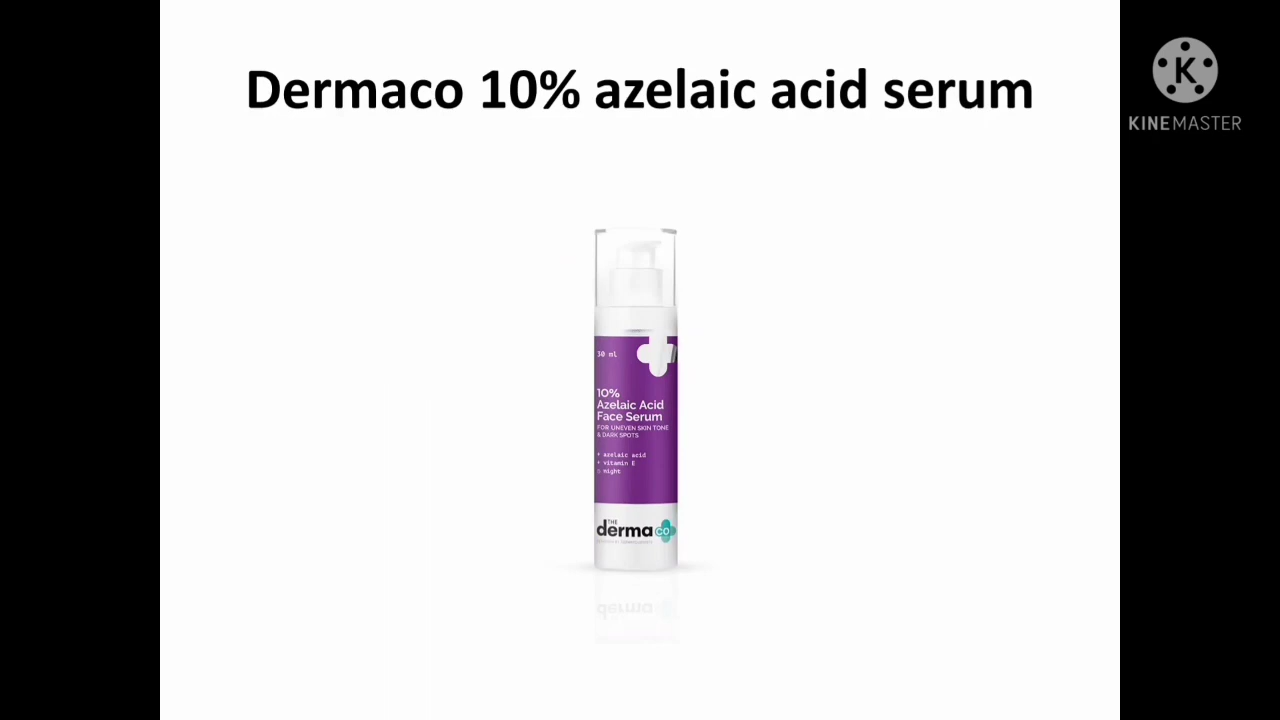 Dermaco 10% azelaic acid serum
K
KINEMASTER
30 ml
10%
Azelaic Acid
Face Serum
FOR UNEVEN SKIN TONE
& DARK SPOTS
+ Azelaic acid
+ vitamin E
night
THE
derma co